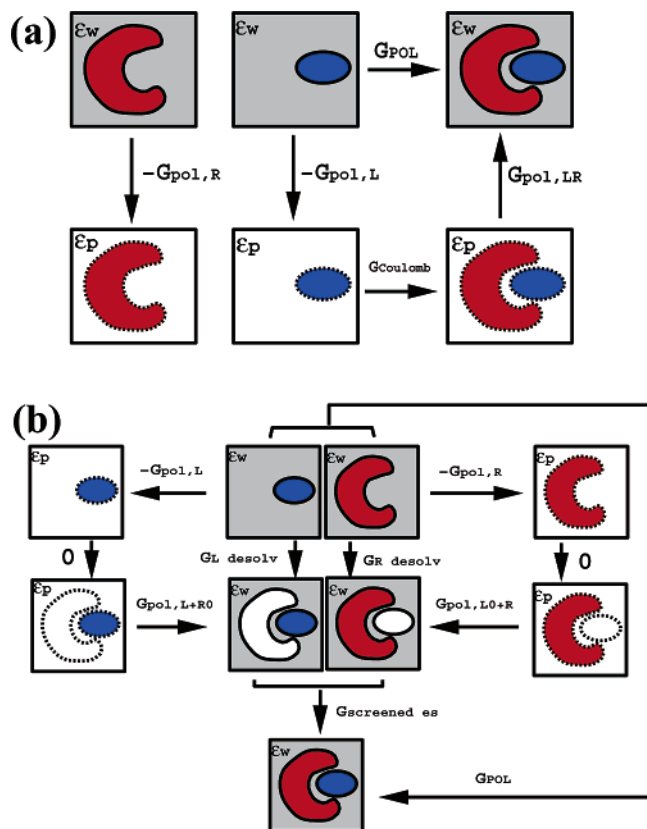 (a)
εw
εw
GPOL
εw
-Gpol,R
-Gpol,L
Gpol,LR
εp
εp
GCoulomb
εp
(b)
εp
-Gpol,L
εw
εw
-Gpol,R
εp
0
GL desolv
GR desolv
0
εp
Gpol,L+R0
εw
εw
Gpol,L0+R
εp
Gscreened es
εw
GPOL